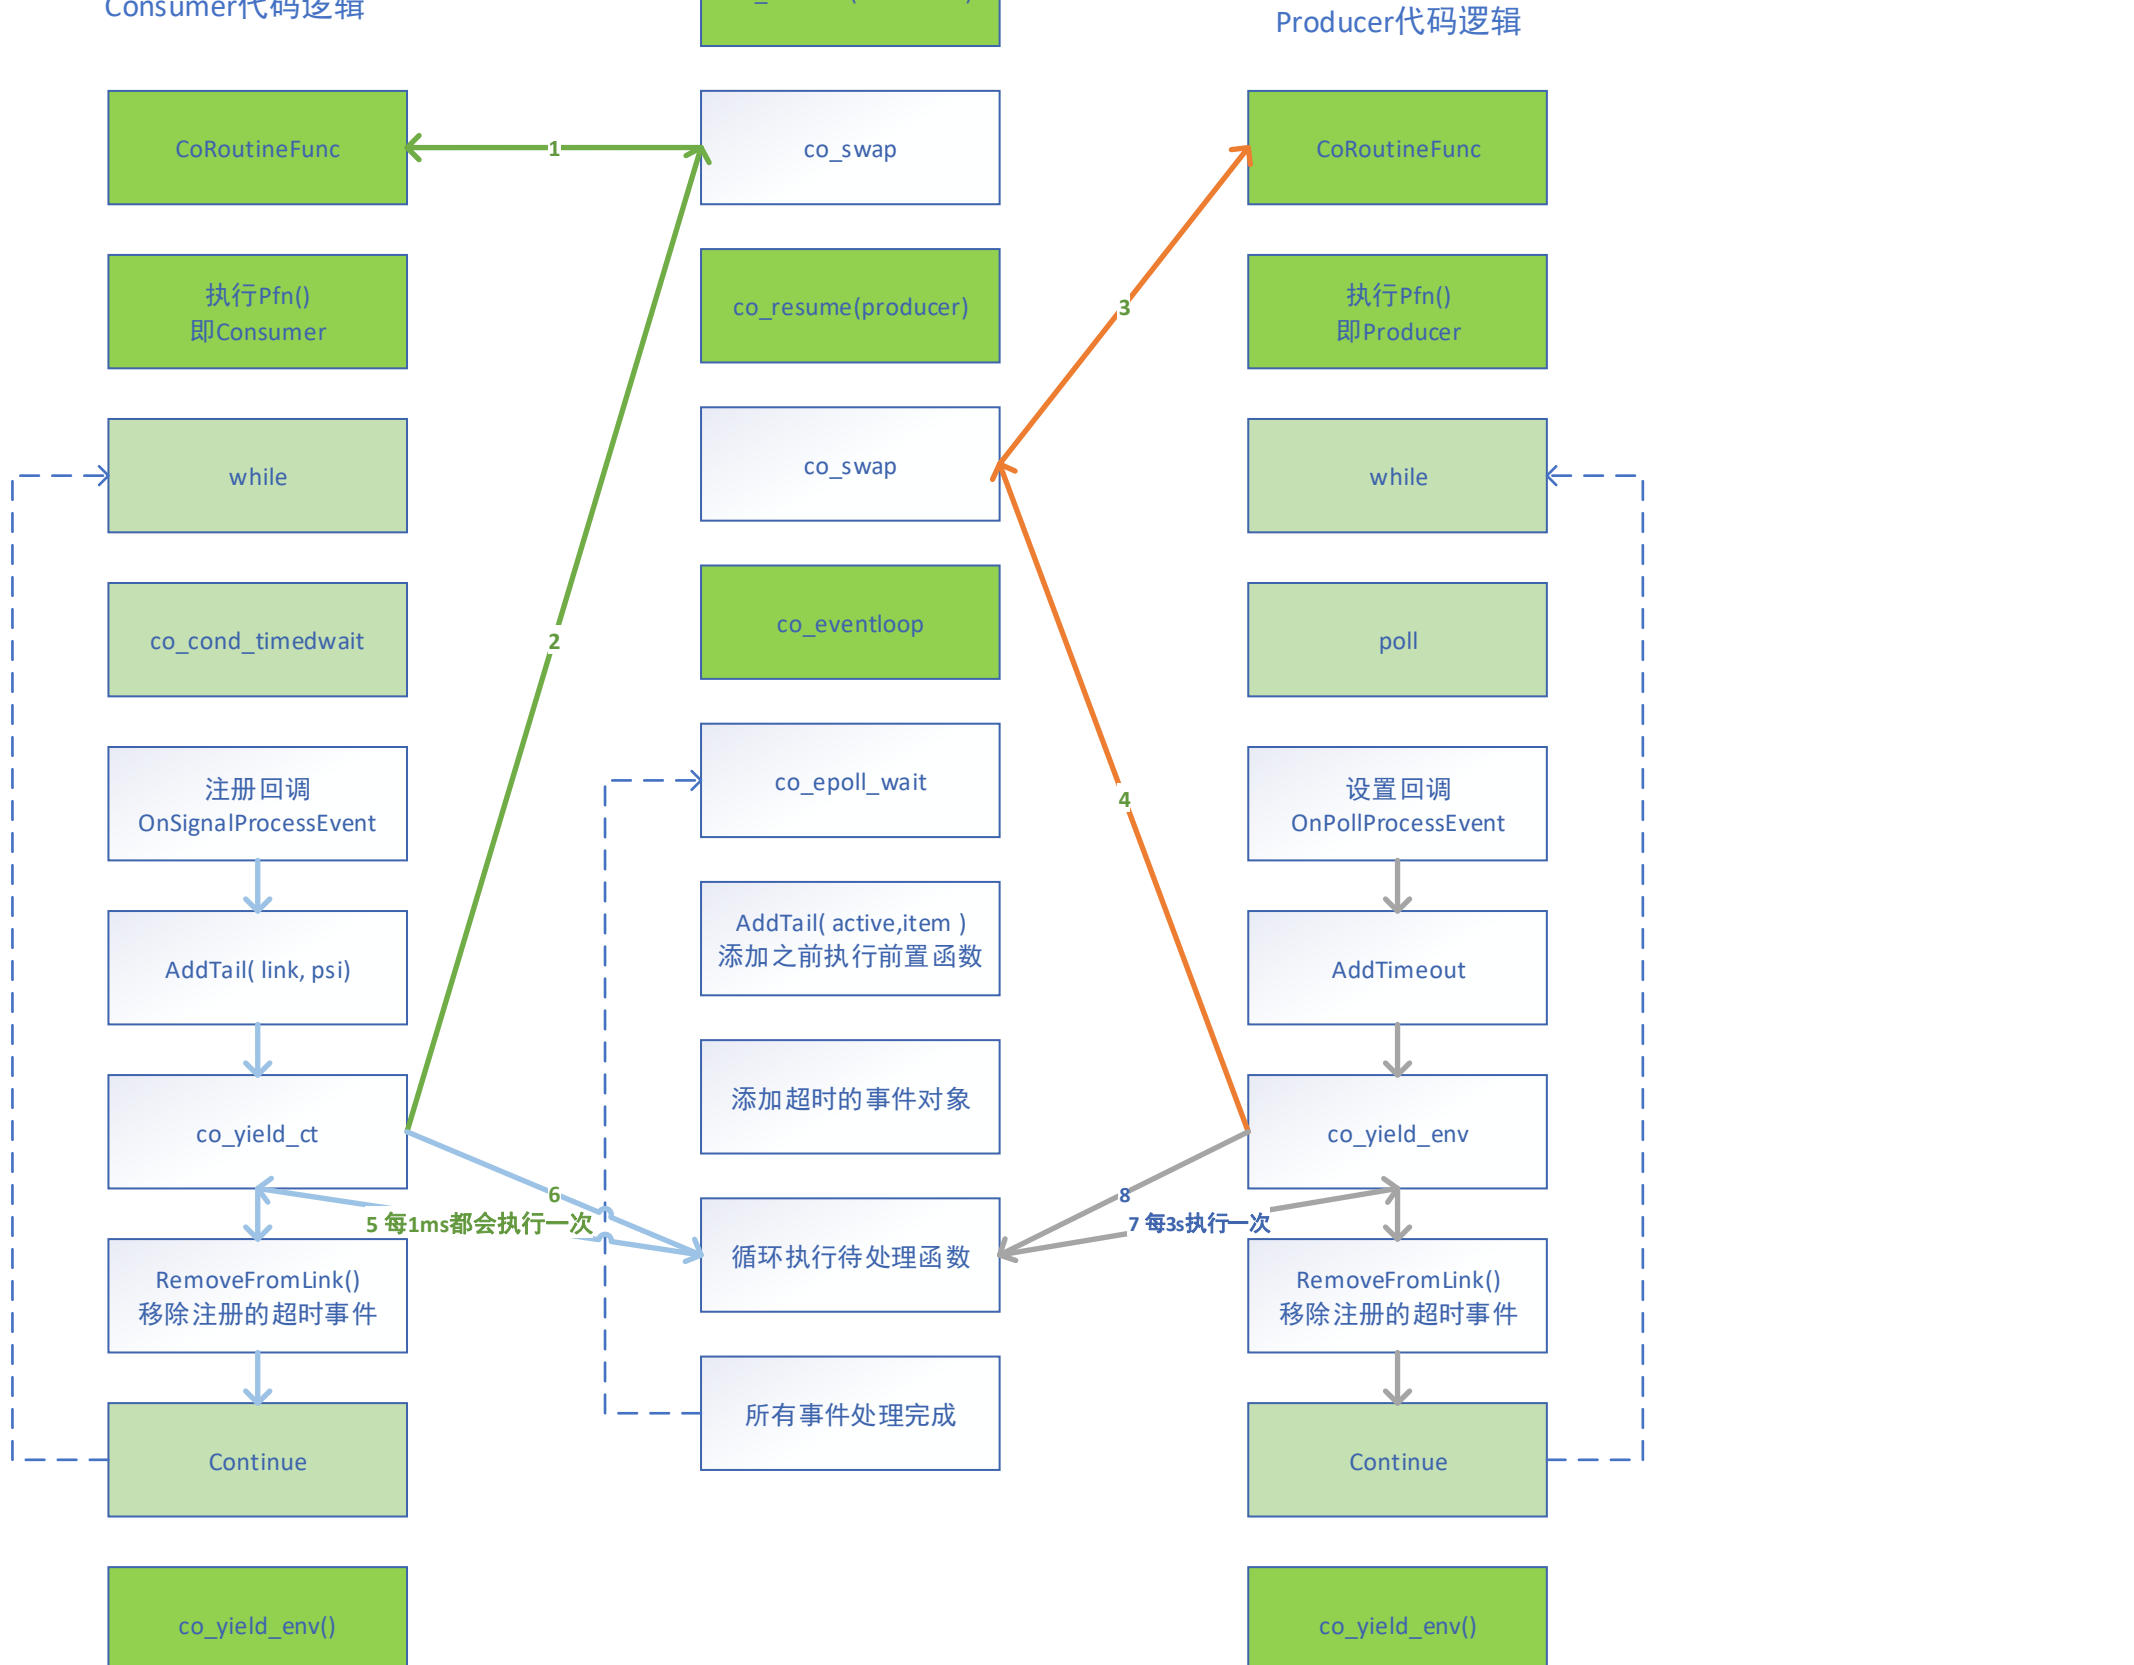 Consumer代码逻辑
CoRoutineFunc
执行Pfn()
即Consumer
while
co_cond_timedwait
注册回调
OnSignalProcessEvent
AddTail( link, psi)
co_yield_ct
RemoveFromLink()
移除注册的超时事件
Continue
co_yield_env()
1
2
6
5 每1ms都会执行一次
co_swap
co_resume(producer)
co_swap
co_eventloop
co_epoll_wait
AddTail( active,item )
添加之前执行前置函数
添加超时的事件对象
循环执行待处理函数
所有事件处理完成
3
4
8
7 每3s执行一次
Producer代码逻辑
CoRoutineFunc
执行Pfn()
即Producer
while
poll
设置回调
OnPollProcessEvent
AddTimeout
co_yield_env
RemoveFromLink()
移除注册的超时事件
Continue
co_yield_env()